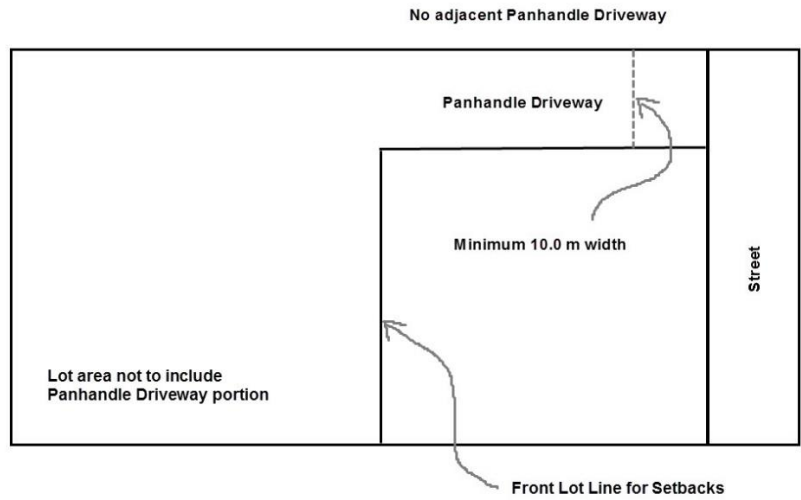 No adjacent Panhandle Driveway
Panhandle Driveway
Minimum 10.0 m width
Street
Lot area not to include
Panhandle Driveway portion
Front Lot Line for Setbacks